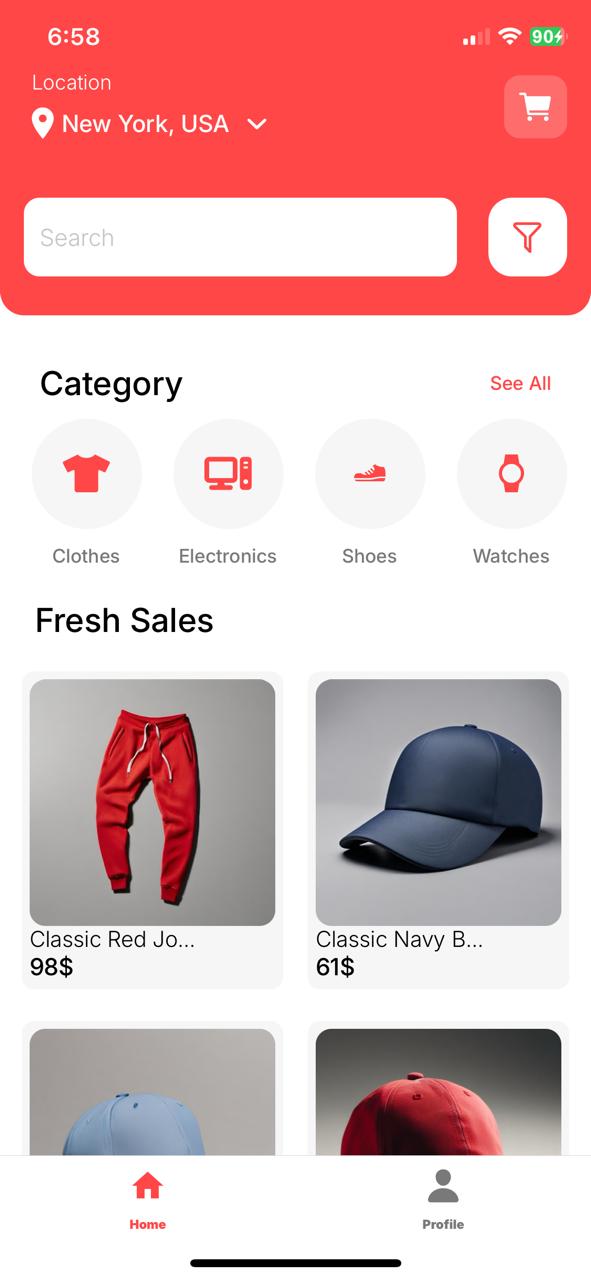 6:58
90
Location
New York, USA
Search
Category
See All
Clothes
Electronics
Shoes
Watches
Fresh Sales
Classic Red Jo...
98$
Classic Navy B...
61$
Home
Profile